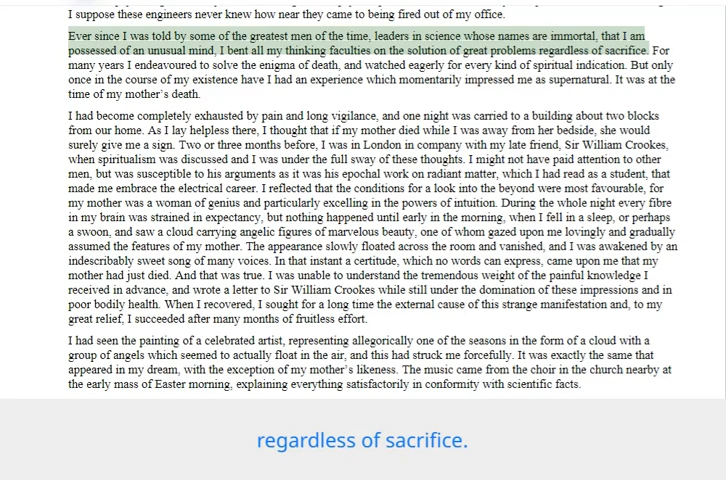 I suppose these engineers never knew how near they came to being fired out of my office.
Ever since I was told by some of the greatest men of the time, leaders in science whose names are immortal, that I am
possessed of an unusual mind, I bent all my thinking faculties on the solution of great problems regardless of sacrifice. For
many years I endeavoured to solve the enigma of death, and watched eagerly for every kind of spiritual indication. But only
once in the course of my existence have I had an experience which momentarily impressed me as supernatural. It was at the
time of my mother's death.
I had become completely exhausted by pain and long vigilance, and one night was carried to a building about two blocks
from our home. As I lay helpless there, I thought that if my mother died while I was away from her bedside, she would
surely give me a sign. Two or three months before, I was in London in company with my late friend, Sir William Crookes,
when spiritualism was discussed and I was under the full sway of these thoughts. I might not have paid attention to other
men, but was susceptible to his arguments as it was his epochal work on radiant matter, which I had read as a student, that
made me embrace the electrical career. I reflected that the conditions for a look into the beyond were most favourable, for
my mother was a woman of genius and particularly excelling in the powers of intuition. During the whole night every fibre
in my brain was strained in expectancy, but nothing happened until early in the morning, when I fell in a sleep, or perhaps
a swoon, and saw a cloud carrying angelic figures of marvelous beauty, one of whom gazed upon me lovingly and gradually
assumed the features of my mother. The appearance slowly floated across the room and vanished, and I was awakened by an
indescribably sweet song of many voices. In that instant a certitude, which no words can express, came upon me that my
mother had just died. And that was true. I was unable to understand the tremendous weight of the painful knowledge I
received in advance, and wrote a letter to Sir William Crookes while still under the domination of these impressions and in
poor bodily health. When I recovered, I sought for a long time the external cause of this strange manifestation and, to my
great relief, I succeeded after many months of fruitless effort.
I had seen the painting of a celebrated artist, representing allegorically one of the seasons in the form of a cloud with a
group of angels which seemed to actually float in the air, and this had struck me forcefully. It was exactly the same that
appeared in my dream, with the exception of my mother's likeness. The music came from the choir in the church nearby at
the early mass of Easter morning, explaining everything satisfactorily in conformity with scientific facts.
regardless of sacrifice.